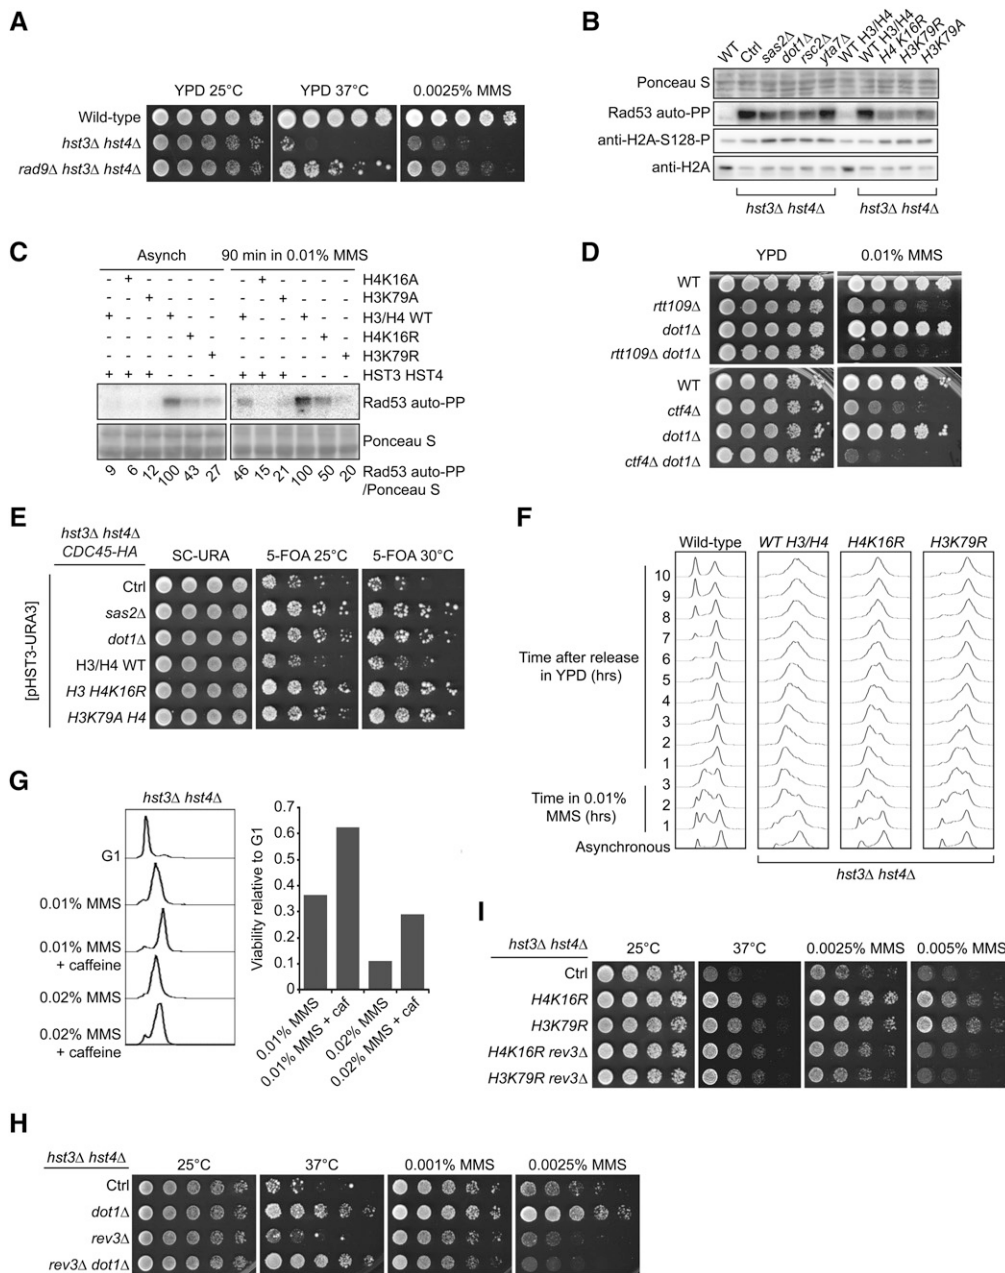 A
YPD 25°C YPD 37°C 0.0025% MMS
Wild-type
hst3Δ hst4Δ
rad9Δ hst3Δ hst4Δ
B
WT Ctrl sas2Δ dot1Δ rsc2Δ yta7Δ WT H3/H4 WT H3/H4 H4 K16R H3K79R H3K79A
Ponceau S
Rad53 auto-PP
anti-H2A-S128-P
anti-H2A
hst3Δ hst4Δ hst3Δ hst4Δ
C
Asynch 90 min in 0.01% MMS
- + - - - - - + - - - - H4K16A
- - + - - - - - + - - - H3K79A
+ - - + - - + - - + - - H3/H4 WT
- - - - + - - - - - + - H4K16R
- - - - - + - - - - - + H3K79R
+ + + - - - + + + - - - HST3 HST4
Rad53 auto-PP
Ponceau S
9 6 12 100 43 27 46 15 21 100 50 20 Rad53 auto-PP
/Ponceau S
D
YPD 0.01% MMS
WT
rtt109Δ
dot1Δ
rtt109Δ dot1Δ
WT
ctf4Δ
dot1Δ
ctf4Δ dot1Δ
E
hst3Δ hst4Δ
CDC45-HA
SC-URA 5-FOA 25°C 5-FOA 30°C
[pHST3-URA3]
Ctrl
sas2Δ
dot1Δ
H3/H4 WT
H3 H4K16R
H3K79A H4
F
Wild-type WT H3/H4 H4K16R H3K79R
10
9
8
7
6
5
4
3
2
1
Time after release
in YPD (hrs)
3
2
1
Time in 0.01%
MMS (hrs)
Asynchronous
hst3Δ hst4Δ
G
hst3Δ hst4Δ
G1
0.01% MMS
0.01% MMS
+ caffeine
0.02% MMS
0.02% MMS
+ caffeine
Viability relative to G1
0.7
0.6
0.5
0.4
0.3
0.2
0.1
0
0.01% MMS
0.01% MMS + caf
0.02% MMS
0.02% MMS + caf
H
hst3Δ hst4Δ
25°C 37°C 0.001% MMS 0.0025% MMS
Ctrl
dot1Δ
rev3Δ
rev3Δ dot1Δ
I
hst3Δ hst4Δ
25°C 37°C 0.0025% MMS 0.005% MMS
Ctrl
H4K16R
H3K79R
H4K16R rev3Δ
H3K79R rev3Δ